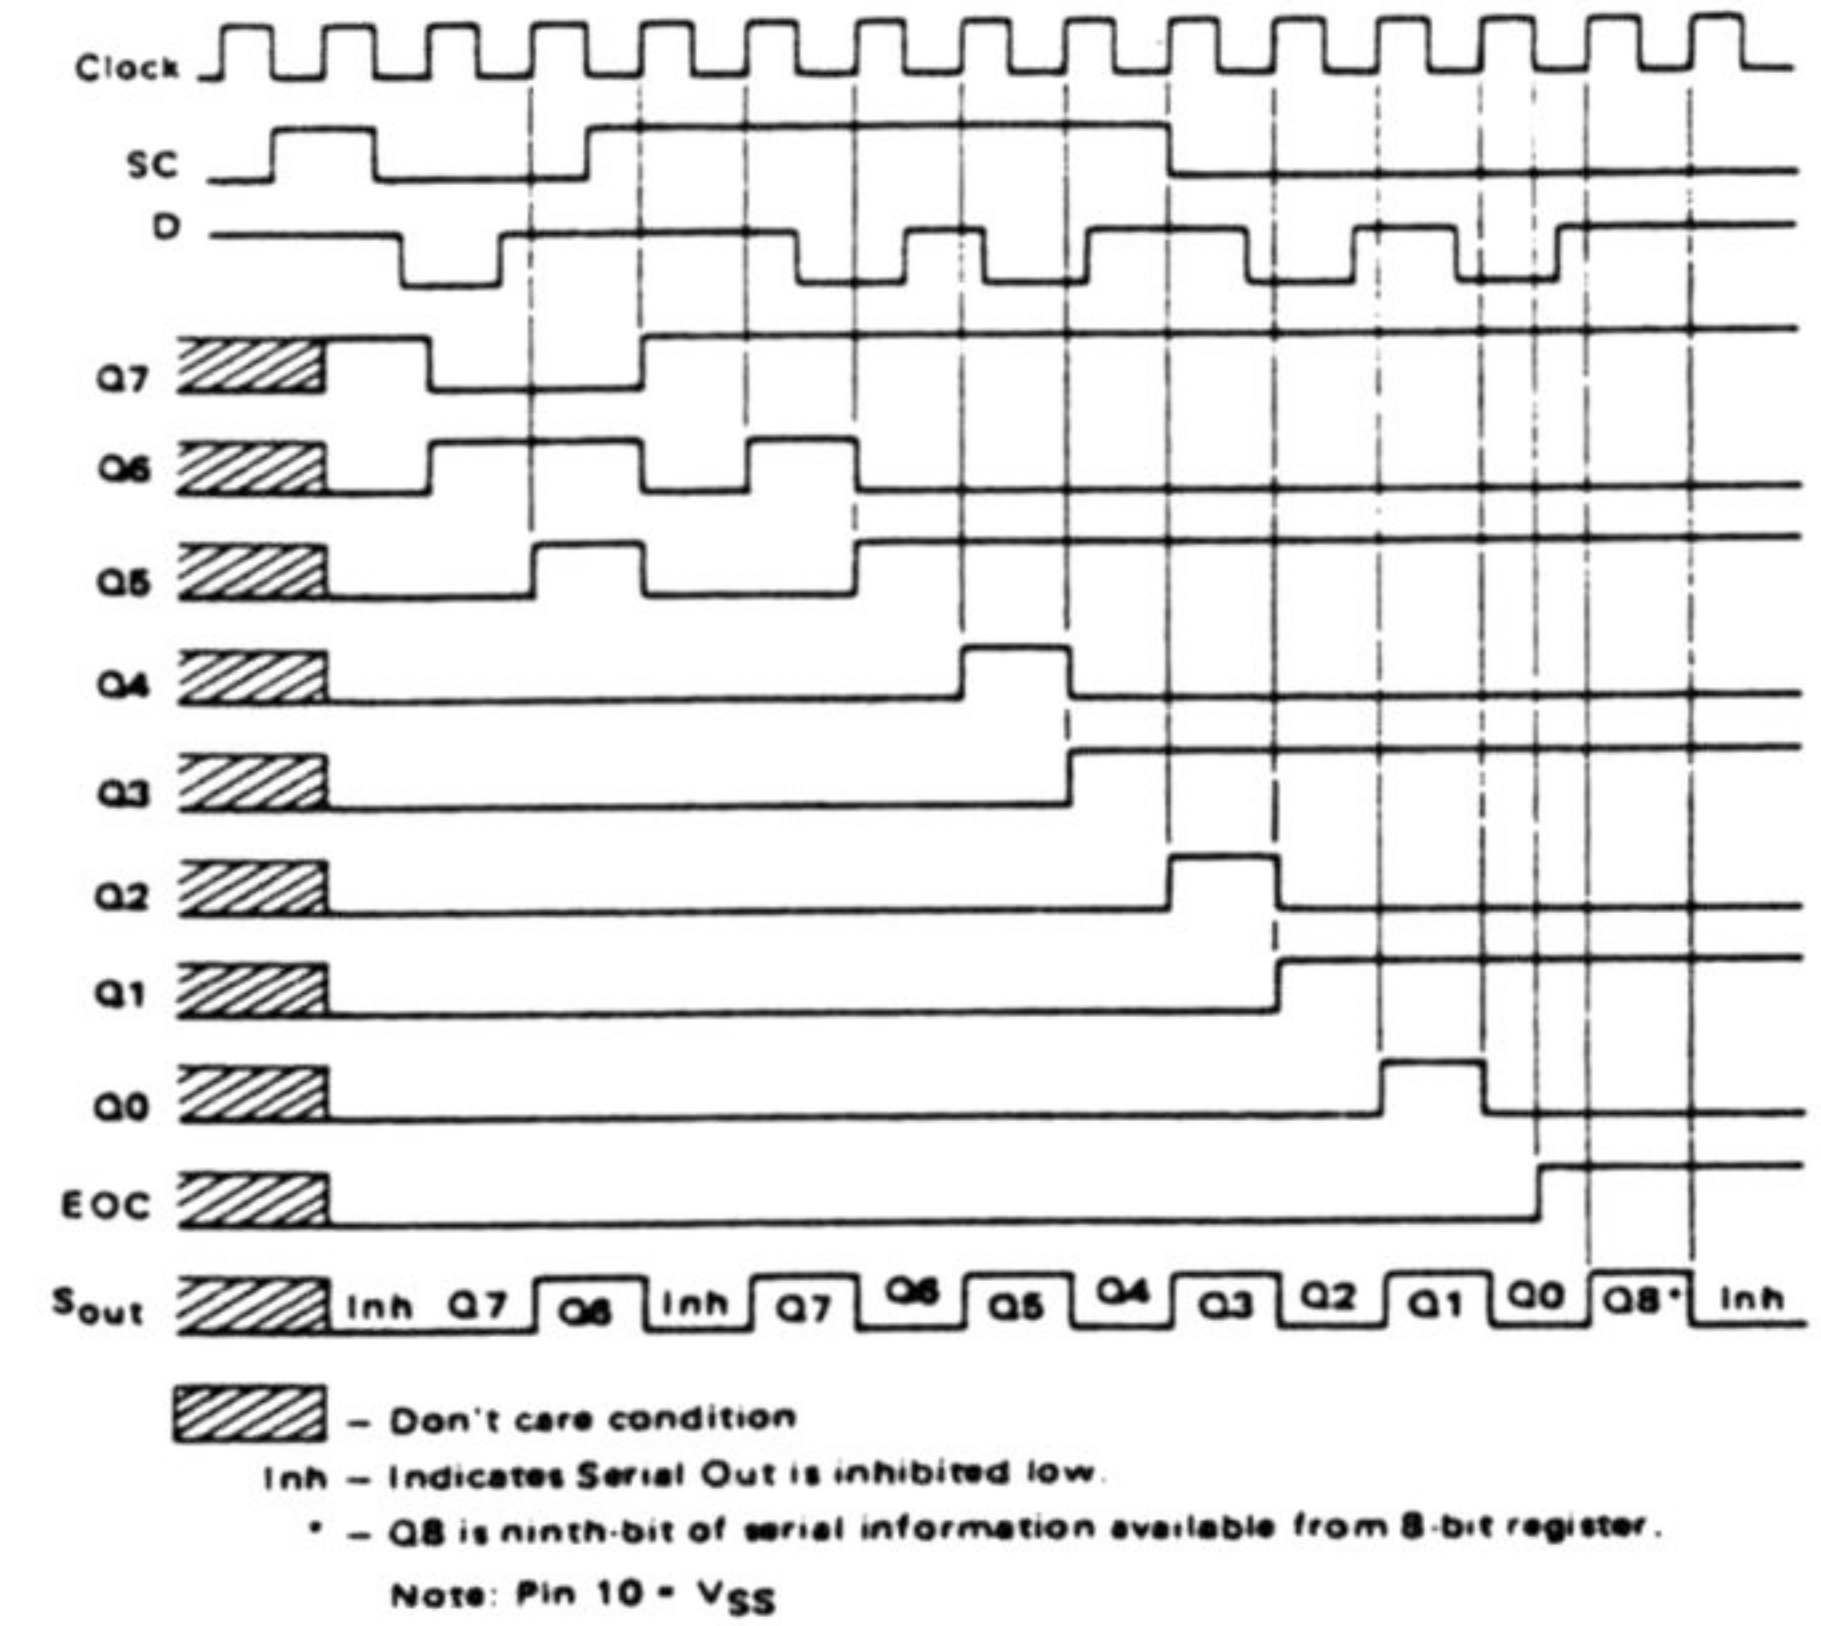 Clock
SC
D
Q7
Q6
Q5
Q4
Q3
Q2
Q1
Q0
EOC
Sout Inh Q7 Q6 Inh Q7 Q6 Q5 Q4 Q3 Q2 Q1 Q0 Q8* Inh
– Don't care condition
Inh – Indicates Serial Out is inhibited low.
* – Q8 is ninth-bit of serial information available from 8-bit register.
Note: Pin 10 = VSS